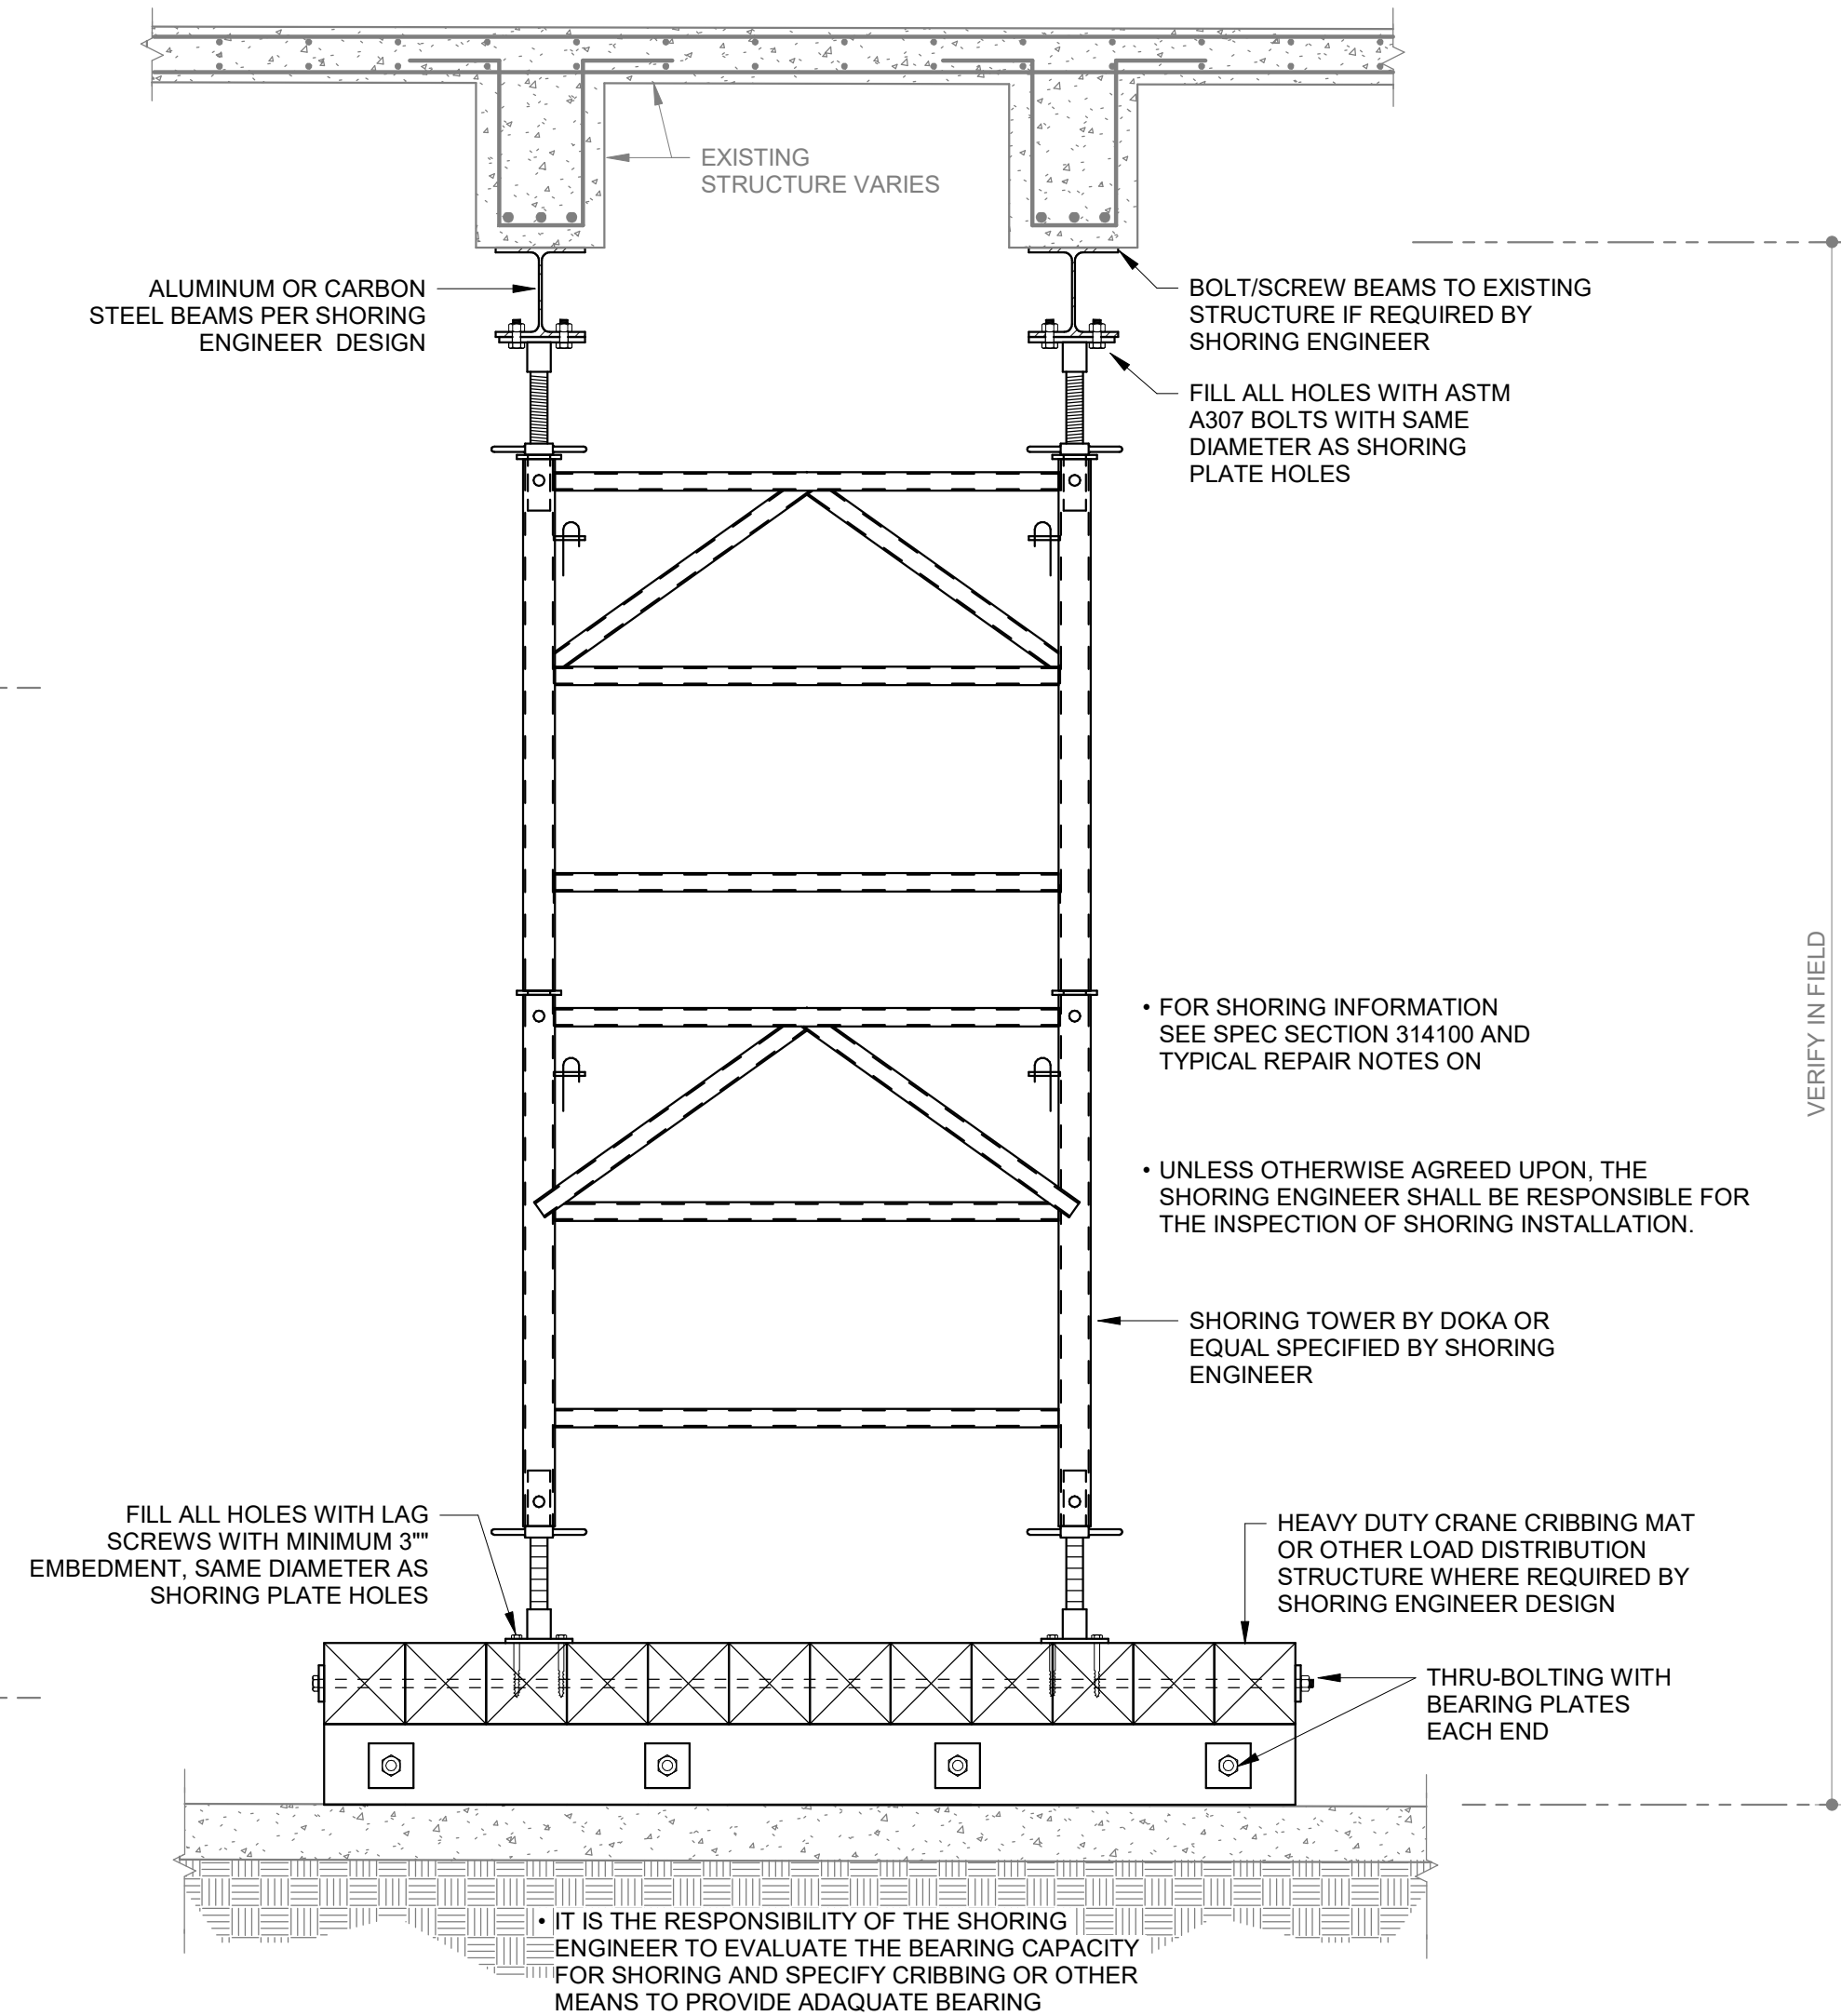 EXISTING
STRUCTURE VARIES
ALUMINUM OR CARBON
STEEL BEAMS PER SHORING
ENGINEER  DESIGN
BOLT/SCREW BEAMS TO EXISTING
STRUCTURE IF REQUIRED BY
SHORING ENGINEER
FILL ALL HOLES WITH ASTM
A307 BOLTS WITH SAME
DIAMETER AS SHORING
PLATE HOLES
VERIFY IN FIELD
• FOR SHORING INFORMATION
SEE SPEC SECTION 314100 AND
TYPICAL REPAIR NOTES ON
• UNLESS OTHERWISE AGREED UPON, THE
SHORING ENGINEER SHALL BE RESPONSIBLE FOR
THE INSPECTION OF SHORING INSTALLATION.
SHORING TOWER BY DOKA OR
EQUAL SPECIFIED BY SHORING
ENGINEER
FILL ALL HOLES WITH LAG
SCREWS WITH MINIMUM 3""
EMBEDMENT, SAME DIAMETER AS
SHORING PLATE HOLES
HEAVY DUTY CRANE CRIBBING MAT
OR OTHER LOAD DISTRIBUTION
STRUCTURE WHERE REQUIRED BY
SHORING ENGINEER DESIGN
THRU-BOLTING WITH
BEARING PLATES
EACH END
• IT IS THE RESPONSIBILITY OF THE SHORING
ENGINEER TO EVALUATE THE BEARING CAPACITY
FOR SHORING AND SPECIFY CRIBBING OR OTHER
MEANS TO PROVIDE ADAQUATE BEARING